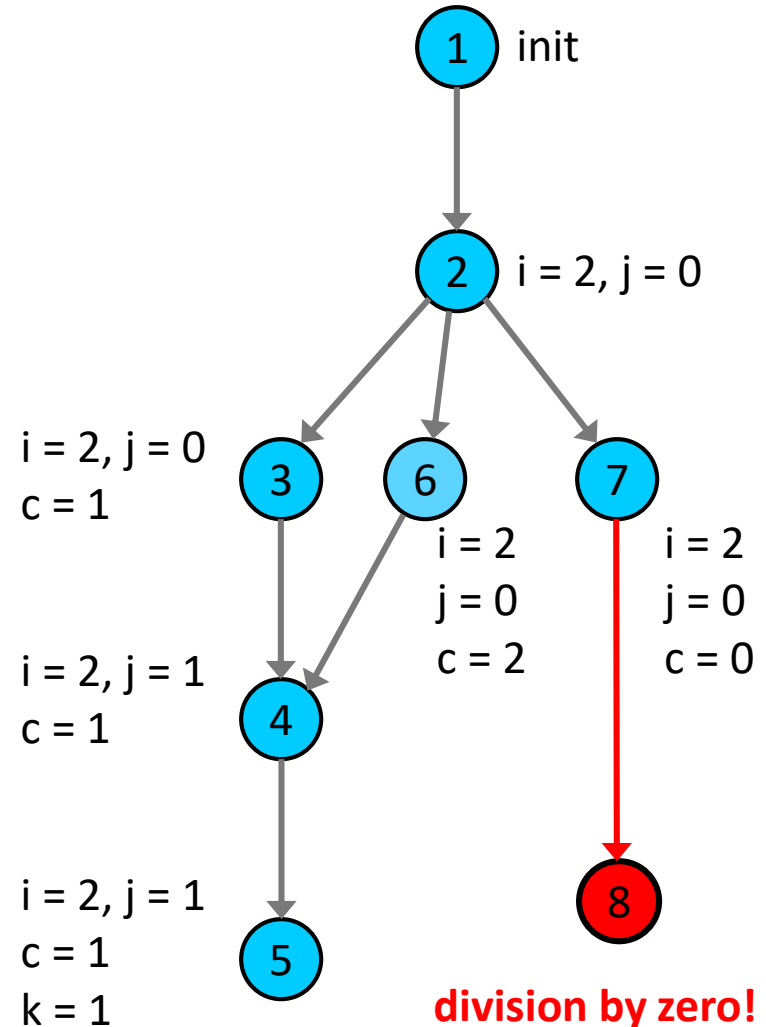 1 init
2 i = 2, j = 0
i = 2, j = 0
c = 1
3
6
7
i = 2
j = 0
c = 2
i = 2
j = 0
c = 0
i = 2, j = 1
c = 1
4
i = 2, j = 1
c = 1
k = 1
5
8
division by zero!